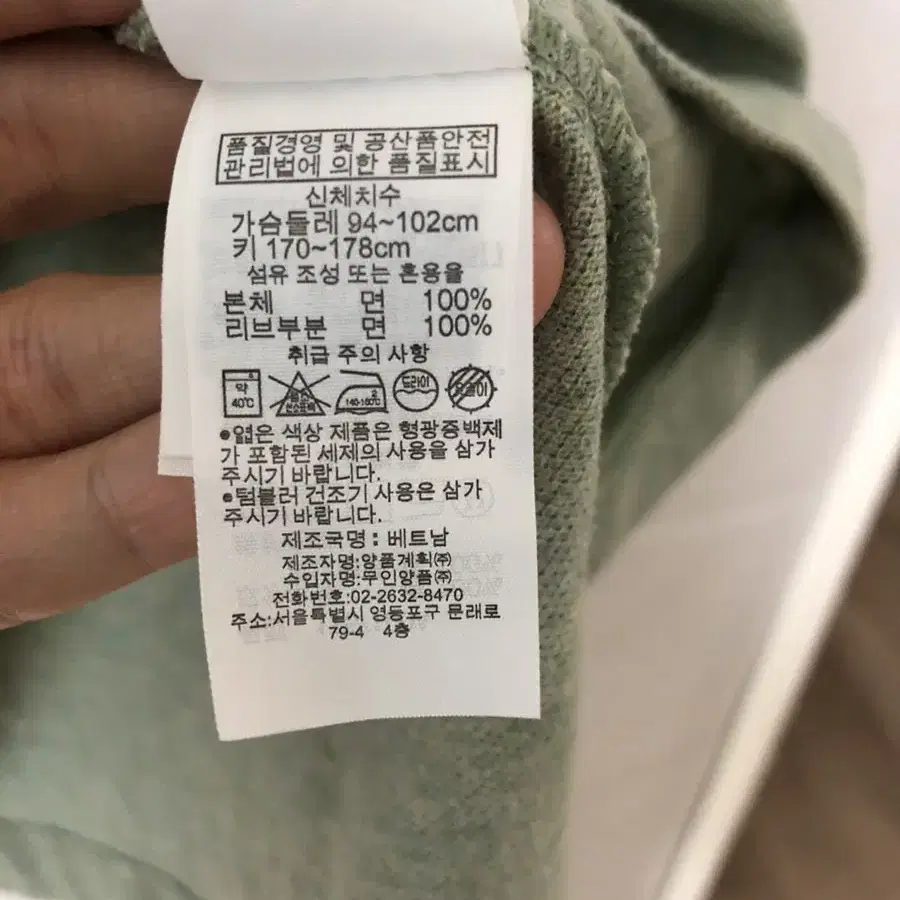 품질경영 및 공산품안전
관리법에 의한 품질표시
신체치수
가슴둘레 94~102cm
키 170~178cm
섬유 조성 또는 혼용율
본체 면 100%
리브부분 면 100%
취급 주의 사항
약 40℃ 140-160℃ 2 드라이
•엷은 색상 제품은 형광증백제
가 포함된 세제의 사용을 삼가
주시기 바랍니다.
•텀블러 건조기 사용은 삼가
주시기 바랍니다.
제조국명 : 베트남
제조자명:양품계획(주)
수입자명:무인양품(주)
전화번호:02-2632-8470
주소:서울특별시 영등포구 문래로
79-4 4층